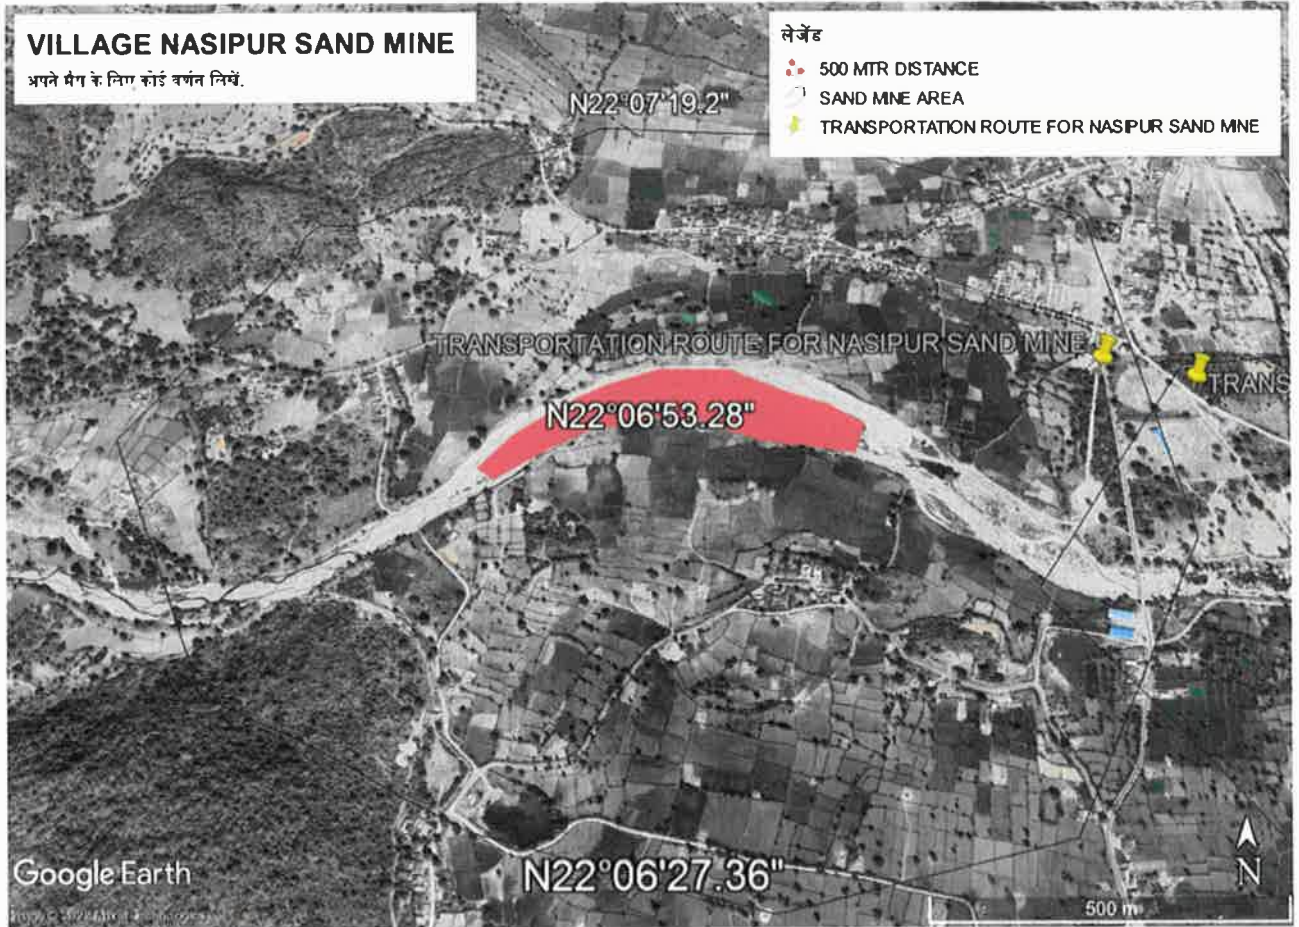 VILLAGE NASIPUR SAND MINE
अपने मैप के लिए कोई वर्णन लिखें.
लेजेंड
500 MTR DISTANCE
SAND MINE AREA
TRANSPORTATION ROUTE FOR NASIPUR SAND MINE
N22°07'19.2"
TRANSPORTATION ROUTE FOR NASIPUR SAND MINE
TRANS
N22°06'53.28"
Google Earth
N22°06'27.36"
N
500 m